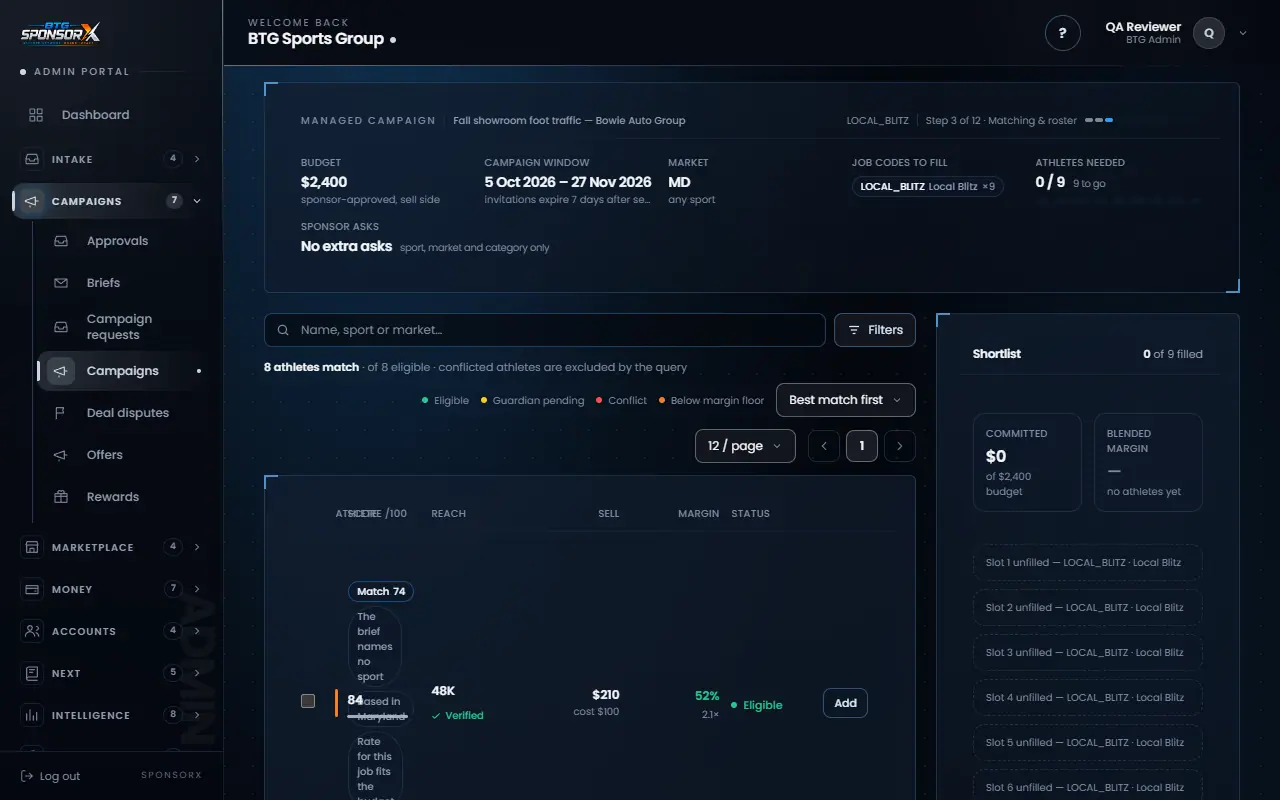 BTG
SPONSORX
ADMIN PORTAL
Dashboard
INTAKE 4
CAMPAIGNS 7
Approvals
Briefs
Campaign
requests
Campaigns
Deal disputes
Offers
Rewards
MARKETPLACE 4
MONEY 7
ACCOUNTS 4
NEXT 5
INTELLIGENCE 8
ADMIN
Log out SPONSORX
WELCOME BACK
BTG Sports Group
?
QA Reviewer
BTG Admin
Q
MANAGED CAMPAIGN Fall showroom foot traffic — Bowie Auto Group
LOCAL_BLITZ Step 3 of 12 · Matching & roster
BUDGET
$2,400
sponsor-approved, sell side
CAMPAIGN WINDOW
5 Oct 2026 – 27 Nov 2026
invitations expire 7 days after se…
MARKET
MD
any sport
JOB CODES TO FILL
LOCAL_BLITZ Local Blitz ×9
ATHLETES NEEDED
0 / 9 9 to go
SPONSOR ASKS
No extra asks sport, market and category only
Name, sport or market…
Filters
8 athletes match · of 8 eligible · conflicted athletes are excluded by the query
Eligible Guardian pending Conflict Below margin floor
Best match first
12 / page
1
ATHLETE SCORE /100 REACH SELL MARGIN STATUS
Match 74
The
brief
names
no
sport
84
Based in
Maryland
Rate
for this
job fits
the
budget
48K
Verified
$210
cost $100
52%
2.1×
Eligible
Add
Shortlist 0 of 9 filled
COMMITTED
$0
of $2,400
budget
BLENDED
MARGIN
—
no athletes yet
Slot 1 unfilled — LOCAL_BLITZ · Local Blitz
Slot 2 unfilled — LOCAL_BLITZ · Local Blitz
Slot 3 unfilled — LOCAL_BLITZ · Local Blitz
Slot 4 unfilled — LOCAL_BLITZ · Local Blitz
Slot 5 unfilled — LOCAL_BLITZ · Local Blitz
Slot 6 unfilled — LOCAL_BLITZ · Local Blitz